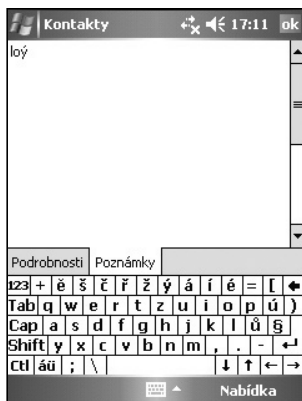 Kontakty 17:11 ok
loý
Podrobnosti Poznámky
123 + ě š č ř ž ý á í é = [ 
Tab q w e r t z u i o p ú )
Cap a s d f g h j k l ů §
Shift y x c v b n m , . -
Ctl áü ; \
Nabídka